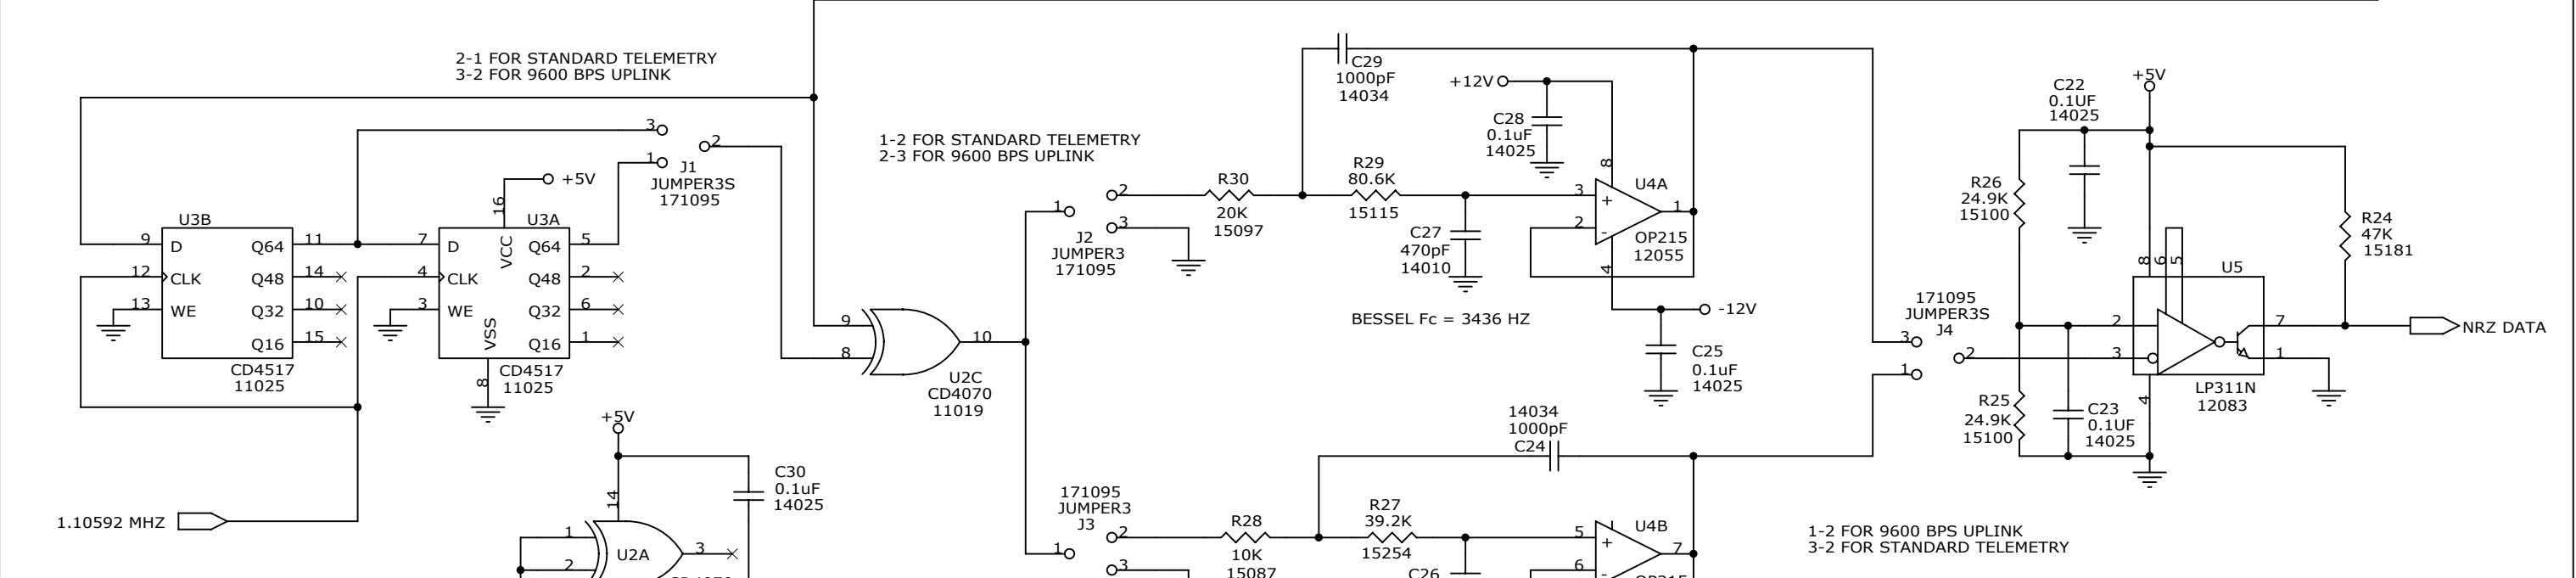 2-1 FOR STANDARD TELEMETRY
3-2 FOR 9600 BPS UPLINK
3
2
1
J1
JUMPER3S
171095
+5V
16
U3B
9
D
Q64
11
12
CLK
Q48
14
13
WE
Q32
10
Q16
15
CD4517
11025
U3A
7
D
VCC
Q64
5
4
CLK
Q48
2
3
WE
Q32
6
VSS
Q16
1
8
CD4517
11025
1.10592 MHZ
+5V
14
C30
0.1uF
14025
1
2
U2A
3
9
8
10
U2C
CD4070
11019
1-2 FOR STANDARD TELEMETRY
2-3 FOR 9600 BPS UPLINK
1
2
3
J2
JUMPER3
171095
R30
20K
15097
C29
1000pF
14034
R29
80.6K
15115
C27
470pF
14010
+12V
C28
0.1uF
14025
8
3
+
2
-
1
4
U4A
OP215
12055
BESSEL Fc = 3436 HZ
-12V
C25
0.1uF
14025
171095
JUMPER3
J3
1
2
3
R28
10K
15087
14034
1000pF
C24
R27
39.2K
15254
C26
5
+
6
-
7
U4B
OP215
171095
JUMPER3S
J4
3
2
1
1-2 FOR 9600 BPS UPLINK
3-2 FOR STANDARD TELEMETRY
+5V
C22
0.1UF
14025
R26
24.9K
15100
R25
24.9K
15100
C23
0.1UF
14025
8
6
5
U5
2
3
7
1
4
LP311N
12083
R24
47K
15181
NRZ DATA